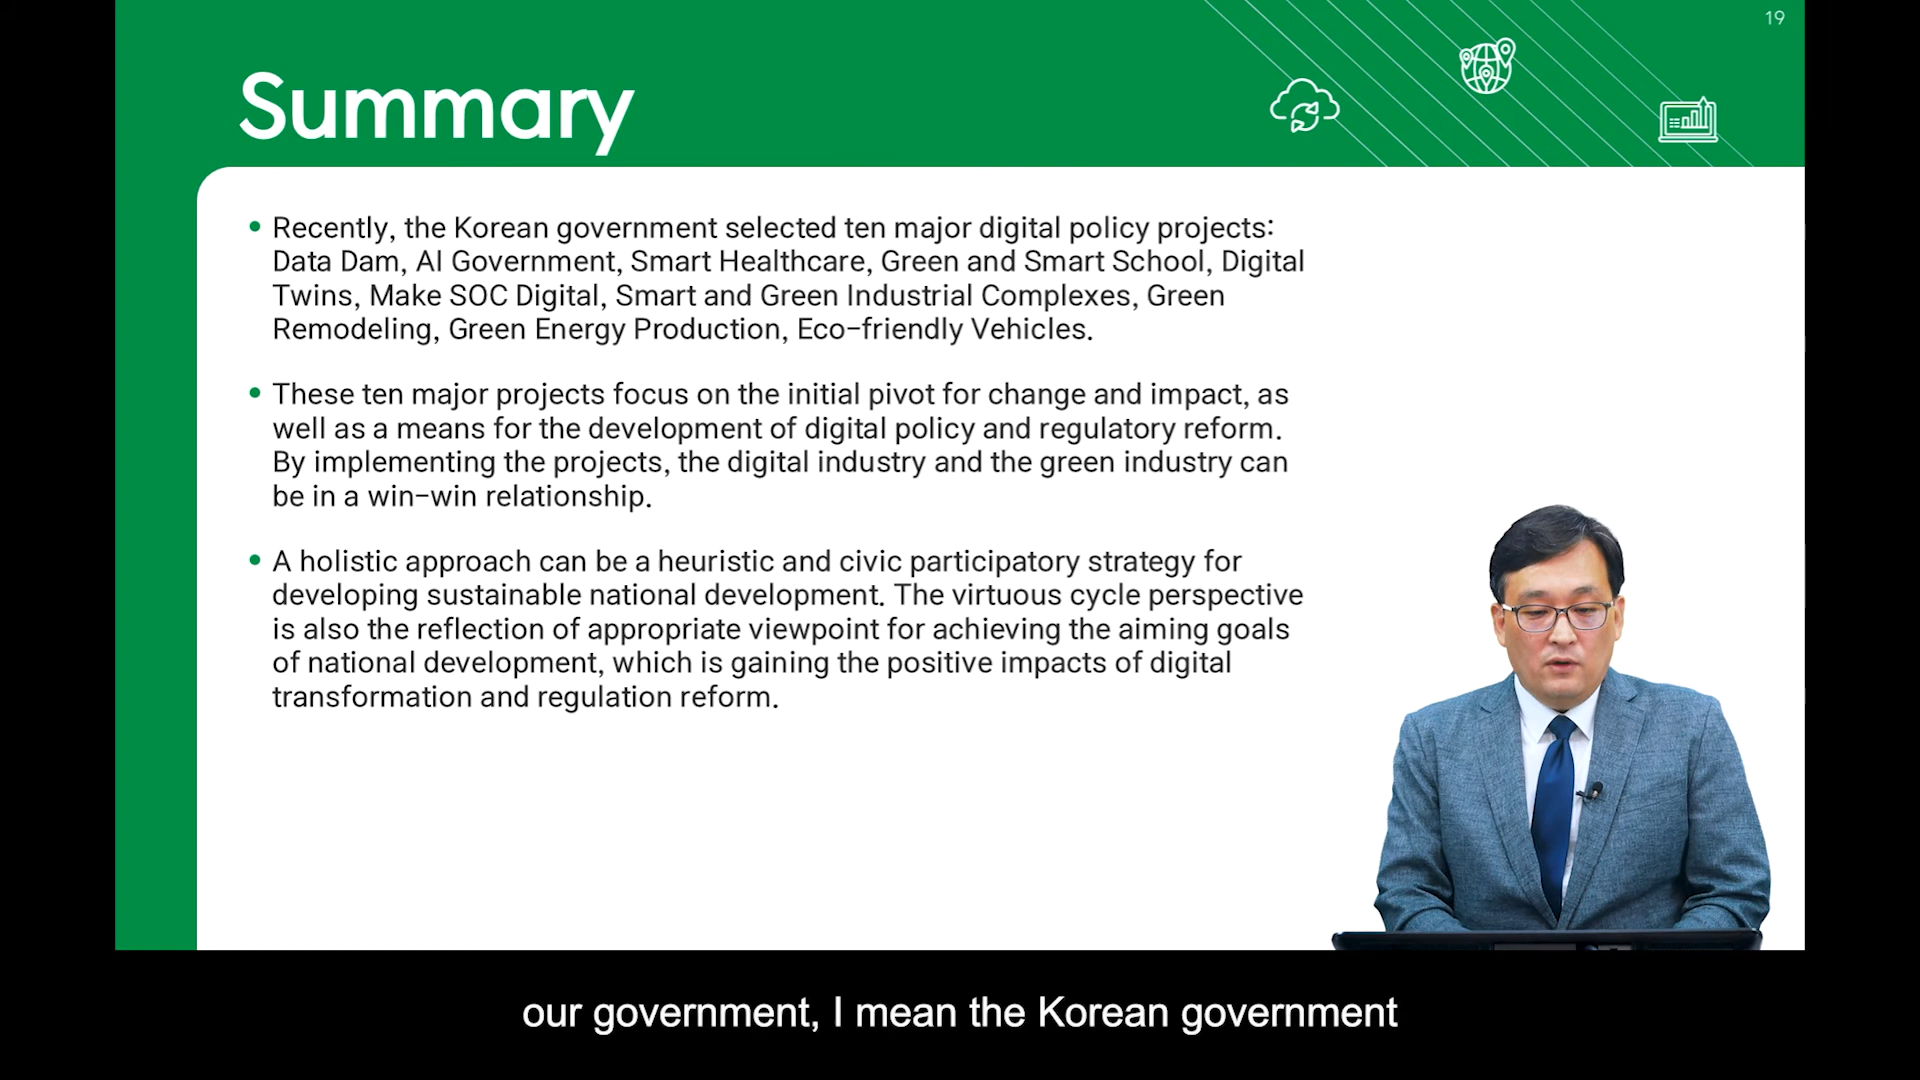 19
Summary
• Recently, the Korean government selected ten major digital policy projects:
Data Dam, AI Government, Smart Healthcare, Green and Smart School, Digital
Twins, Make SOC Digital, Smart and Green Industrial Complexes, Green
Remodeling, Green Energy Production, Eco-friendly Vehicles.
• These ten major projects focus on the initial pivot for change and impact, as
well as a means for the development of digital policy and regulatory reform.
By implementing the projects, the digital industry and the green industry can
be in a win-win relationship.
• A holistic approach can be a heuristic and civic participatory strategy for
developing sustainable national development. The virtuous cycle perspective
is also the reflection of appropriate viewpoint for achieving the aiming goals
of national development, which is gaining the positive impacts of digital
transformation and regulation reform.
our government, I mean the Korean government